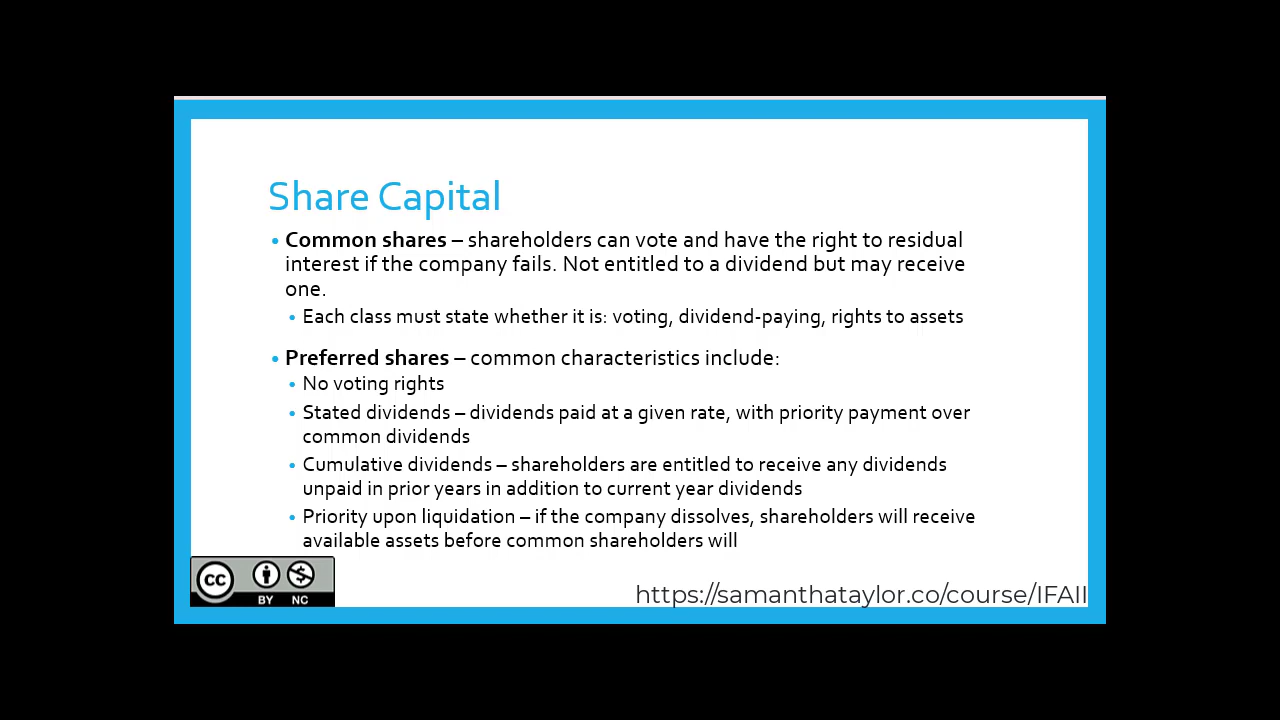 Share Capital
• Common shares – shareholders can vote and have the right to residual
interest if the company fails. Not entitled to a dividend but may receive
one.
• Each class must state whether it is: voting, dividend-paying, rights to assets
• Preferred shares – common characteristics include:
• No voting rights
• Stated dividends – dividends paid at a given rate, with priority payment over
common dividends
• Cumulative dividends – shareholders are entitled to receive any dividends
unpaid in prior years in addition to current year dividends
• Priority upon liquidation – if the company dissolves, shareholders will receive
available assets before common shareholders will
cc
BY NC
https://samanthataylor.co/course/IFAII